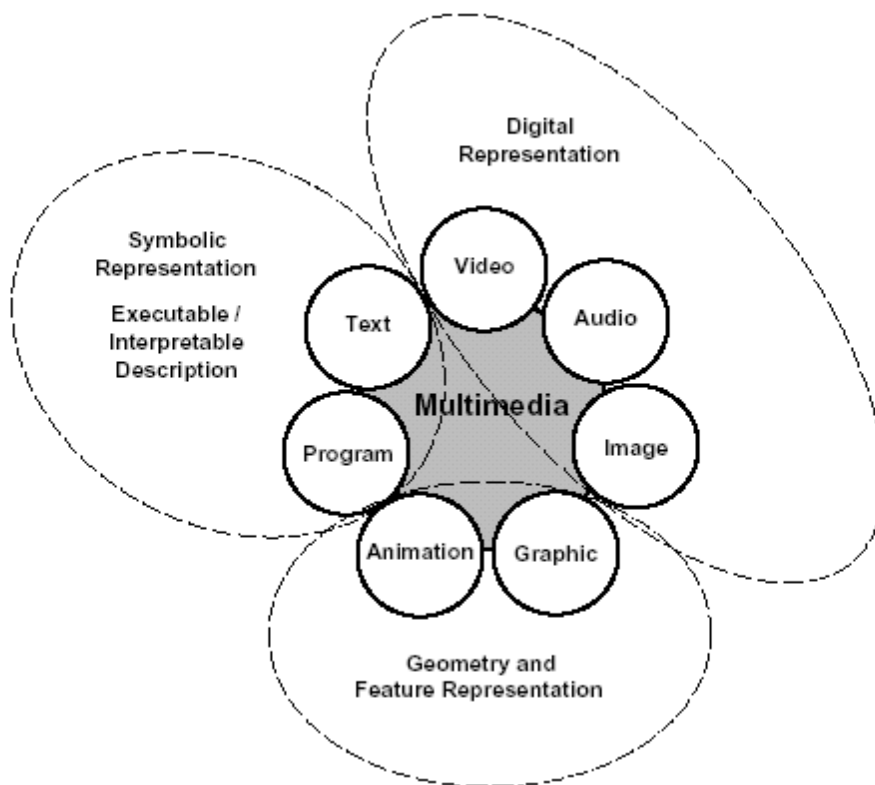 Digital
Representation
Symbolic
Representation
Executable /
Interpretable
Description
Video
Text
Audio
Multimedia
Program
Image
Animation
Graphic
Geometry and
Feature Representation